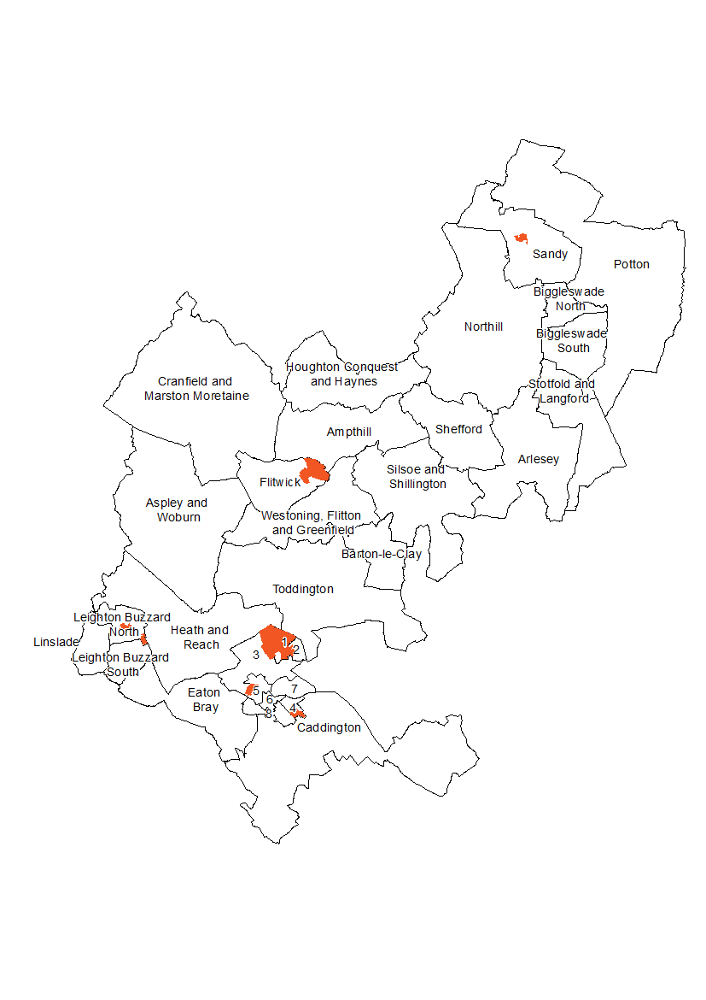 Sandy
Potton
Biggleswade
North
Northill
Biggleswade
South
Houghton Conquest
and Haynes
Cranfield and
Marston Moretaine
Stotfold and
Langford
Ampthill
Shefford
Arlesey
Silsoe and
Shillington
Flitwick
Aspley and
Woburn
Westoning, Flitton
and Greenfield
Barton-le-Clay
Toddington
Leighton Buzzard
North
Linslade
Heath and
Reach
1
2
3
Leighton Buzzard
South
Eaton
Bray
5
7
6
4
8
Caddington